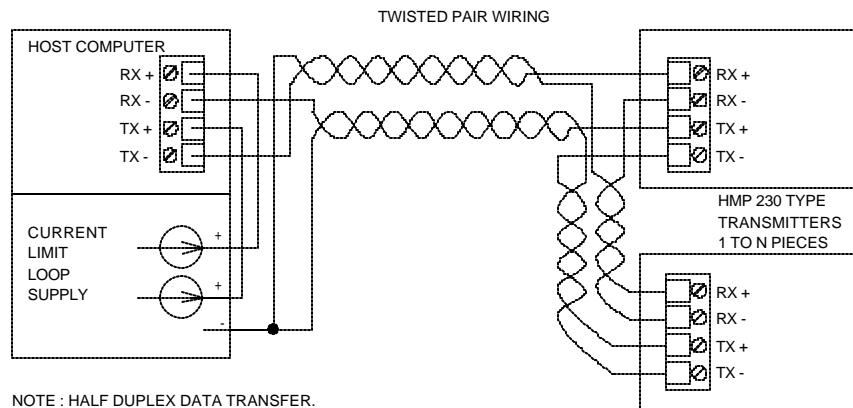 TWISTED PAIR WIRING
HOST COMPUTER
RX +
RX -
TX +
TX -
RX +
RX -
TX +
TX -
CURRENT
LIMIT
LOOP
SUPPLY
+
+
-
HMP 230 TYPE
TRANSMITTERS
1 TO N PIECES
RX +
RX -
TX +
TX -
NOTE : HALF DUPLEX DATA TRANSFER.